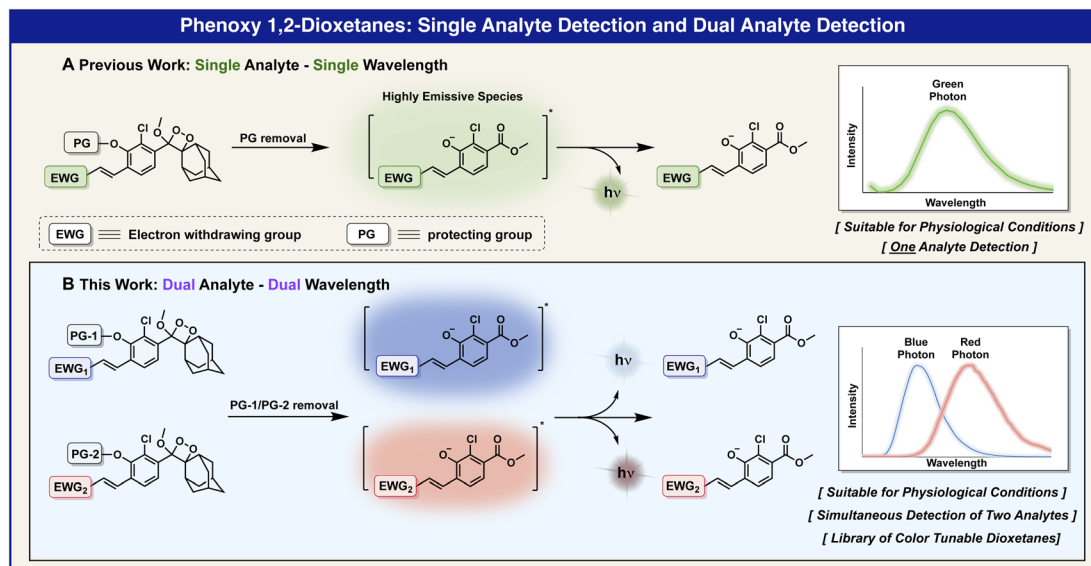 Phenoxy 1,2-Dioxetanes: Single Analyte Detection and Dual Analyte Detection
A Previous Work: Single Analyte - Single Wavelength
Highly Emissive Species
PG
O
Cl
O
O
O
EWG
PG removal
*
O−
Cl
O
O
EWG
hν
O−
Cl
O
O
EWG
Green
Photon
Intensity
Wavelength
EWG Electron withdrawing group PG protecting group
[ Suitable for Physiological Conditions ]
[ One Analyte Detection ]
B This Work: Dual Analyte - Dual Wavelength
PG-1
O
Cl
O
O
O
EWG1
*
O−
Cl
O
O
EWG1
hν
O−
Cl
O
O
EWG1
PG-1/PG-2 removal
PG-2
O
Cl
O
O
O
EWG2
*
O−
Cl
O
O
EWG2
hν
O−
Cl
O
O
EWG2
Blue Photon
Red Photon
Intensity
Wavelength
[ Suitable for Physiological Conditions ]
[ Simultaneous Detection of Two Analytes ]
[ Library of Color Tunable Dioxetanes]